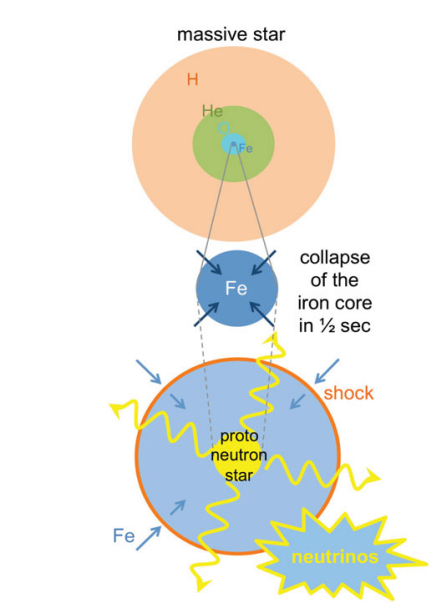 massive star
H
He
O
Fe
Fe
collapse
of the
iron core
in ½ sec
shock
proto
neutron
star
Fe
neutrinos